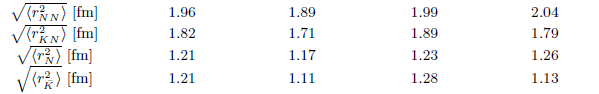 √⟨r²_NN⟩ [fm] 1.96 1.89 1.99 2.04
√⟨r²_KN⟩ [fm] 1.82 1.71 1.89 1.79
√⟨r²_N⟩ [fm] 1.21 1.17 1.23 1.26
√⟨r²_K̄⟩ [fm] 1.21 1.11 1.28 1.13